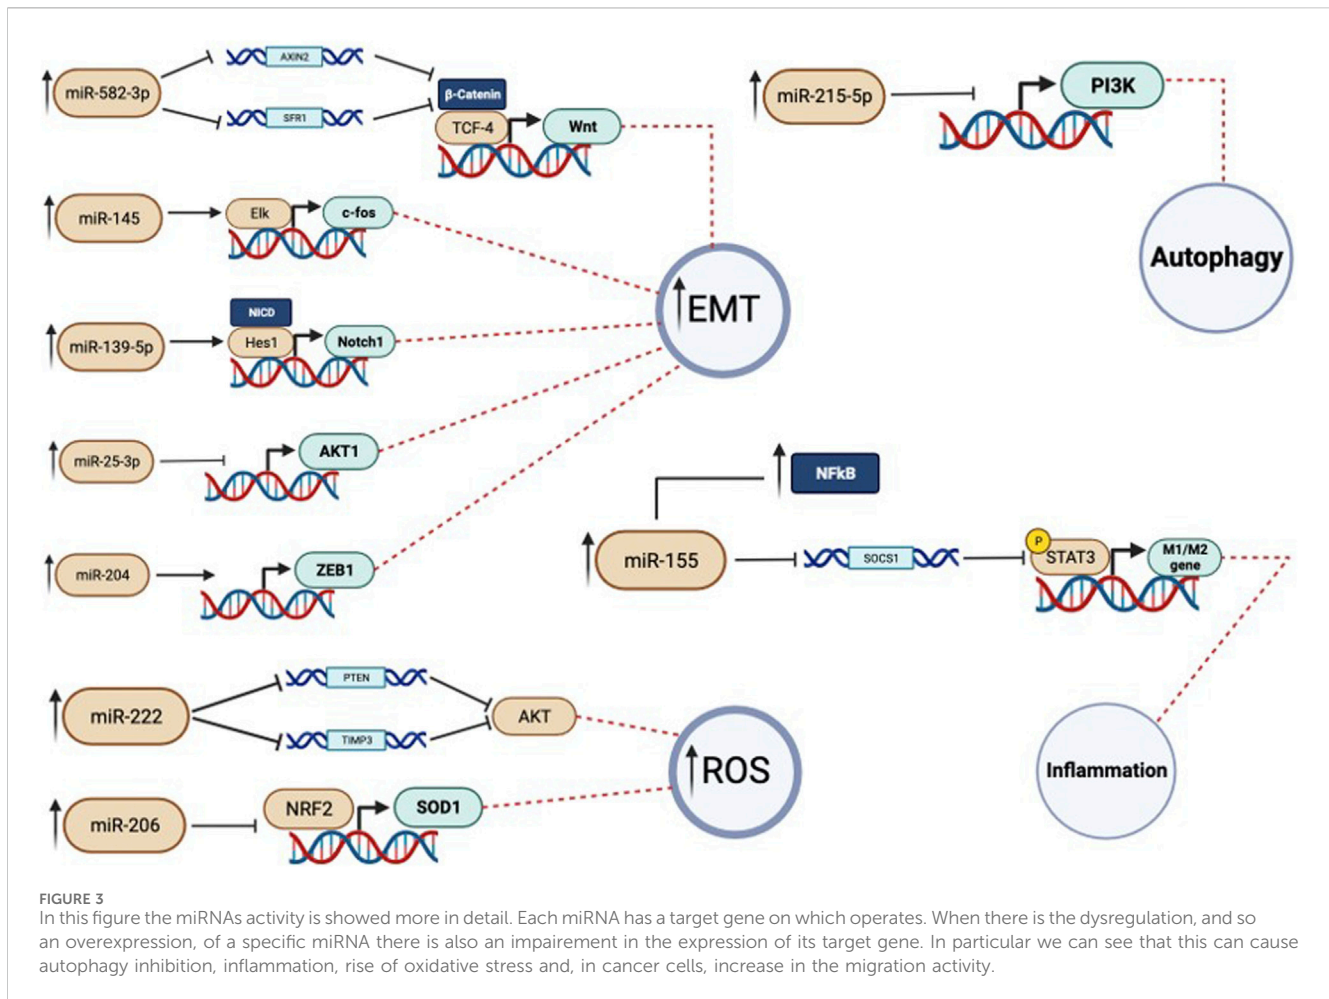 miR-582-3p
AXIN2
SFR1
β-Catenin
TCF-4
Wnt
miR-215-5p
PI3K
Autophagy
miR-145
Elk
c-fos
EMT
miR-139-5p
NICD
Hes1
Notch1
miR-25-3p
AKT1
miR-204
ZEB1
NFkB
miR-155
SOCS1
P
STAT3
M1/M2
gene
Inflammation
miR-222
PTEN
TIMP3
AKT
ROS
miR-206
NRF2
SOD1
FIGURE 3
In this figure the miRNAs activity is showed more in detail. Each miRNA has a target gene on which operates. When there is the dysregulation, and so
an overexpression, of a specific miRNA there is also an impairement in the expression of its target gene. In particular we can see that this can cause
autophagy inhibition, inflammation, rise of oxidative stress and, in cancer cells, increase in the migration activity.